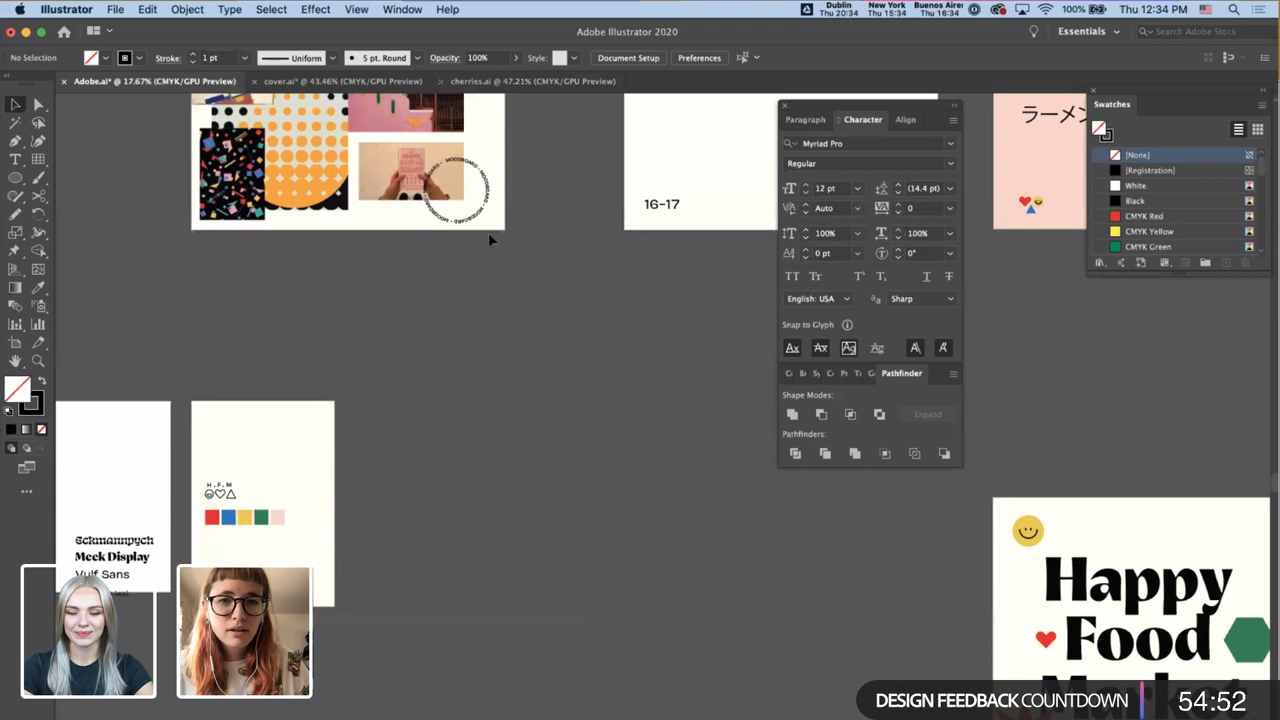 Illustrator File Edit Object Type Select Effect View Window Help
Dublin Thu 20:34
New York Thu 15:34
Buenos Aires Thu 16:34
100% Thu 12:34 PM
Adobe Illustrator 2020
Essentials
Search Adobe Stock
No Selection
Stroke: 1 pt
Uniform
5 pt. Round
Opacity: 100%
Style:
Document Setup
Preferences
Adobe.ai* @ 17.67% (CMYK/GPU Preview)
cover.ai* @ 43.46% (CMYK/GPU Preview)
cherries.ai @ 47.21% (CMYK/GPU Preview)
MOODBOARD - MOODBOARD - MOODBOARD
16-17
Paragraph Character Align
Myriad Pro
Regular
12 pt (14.4 pt)
Auto 0
100% 100%
0 pt 0°
English: USA
Sharp
Snap to Glyph
Pathfinder
Shape Modes:
Expand
Pathfinders:
ラーメン
Swatches
[None]
[Registration]
White
Black
CMYK Red
CMYK Yellow
CMYK Green
H.F.M
Eckmannpsych
Meek Display
Vulf Sans
Happy
Food
Market
DESIGN FEEDBACK COUNTDOWN
54:52